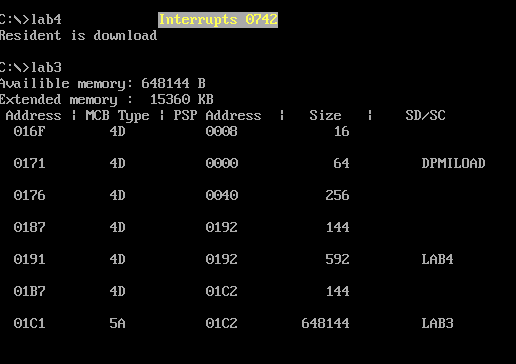 C:\>lab4 Interrupts 0742
Resident is download
C:\>lab3
Availible memory: 648144 B
Extended memory : 15360 KB
Address | MCB Type | PSP Address | Size | SD/SC
016F 4D 0008 16
0171 4D 0000 64 DPMILOAD
0176 4D 0040 256
0187 4D 0192 144
0191 4D 0192 592 LAB4
01B7 4D 01C2 144
01C1 5A 01C2 648144 LAB3